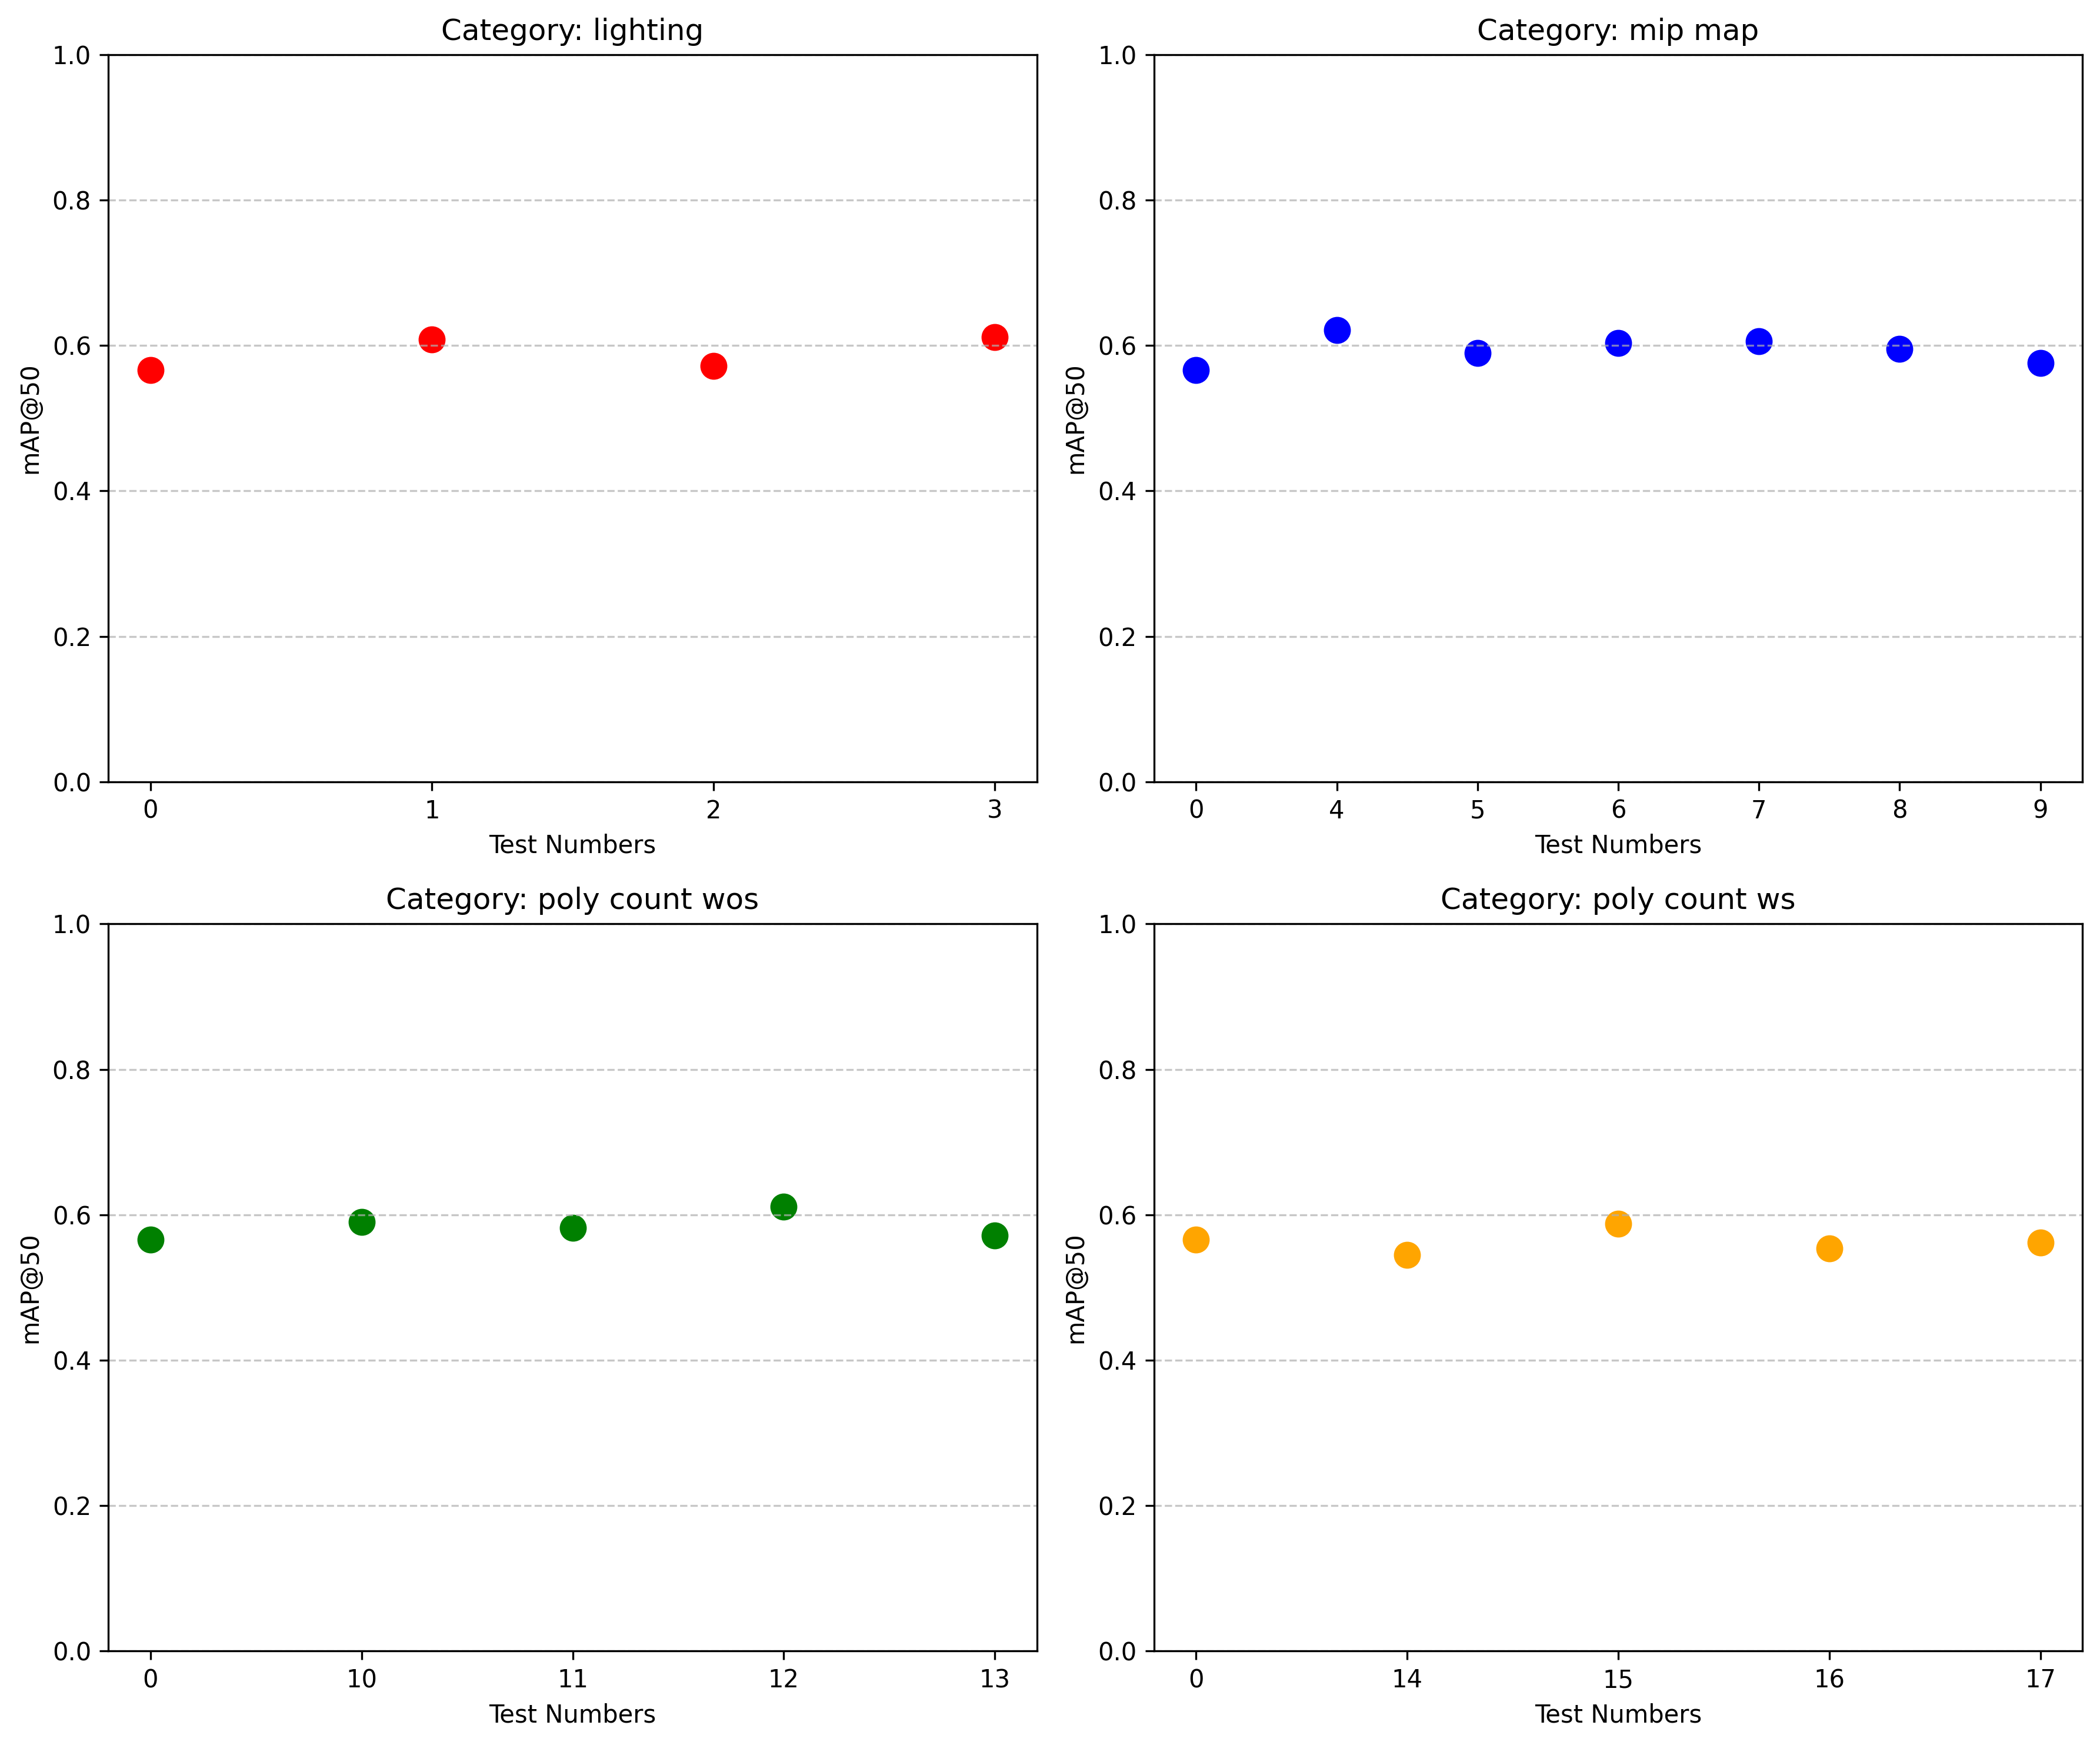 Category: lighting
1.0
0.8
0.6
0.4
0.2
0.0
mAP@50
0 1 2 3
Test Numbers
Category: mip map
1.0
0.8
0.6
0.4
0.2
0.0
mAP@50
0 4 5 6 7 8 9
Test Numbers
Category: poly count wos
1.0
0.8
0.6
0.4
0.2
0.0
mAP@50
0 10 11 12 13
Test Numbers
Category: poly count ws
1.0
0.8
0.6
0.4
0.2
0.0
mAP@50
0 14 15 16 17
Test Numbers